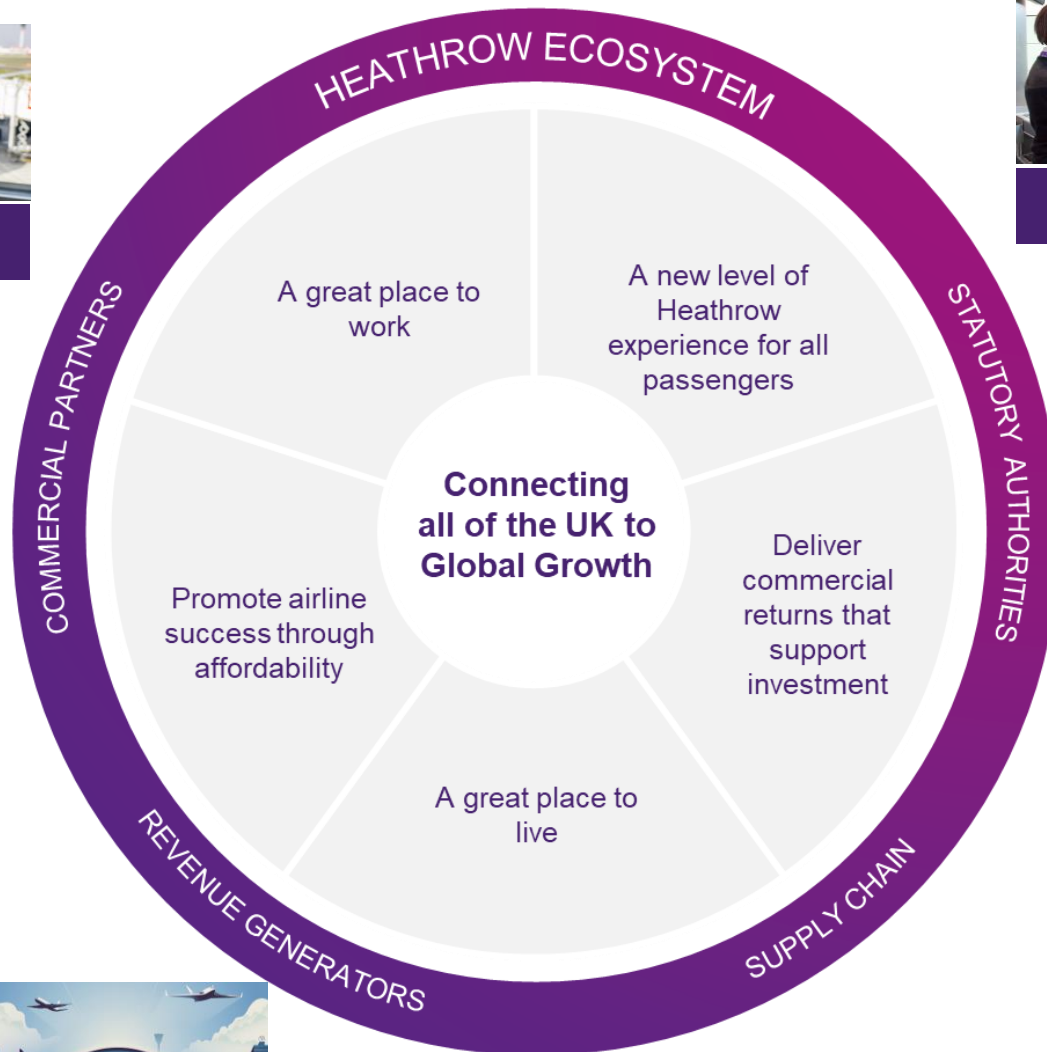 HEATHROW ECOSYSTEM
STATUTORY AUTHORITIES
SUPPLY CHAIN
REVENUE GENERATORS
COMMERCIAL PARTNERS
A great place to
work
A new level of
Heathrow
experience for all
passengers
Connecting
all of the UK to
Global Growth
Deliver
commercial
returns that
support
investment
Promote airline
success through
affordability
A great place to
live